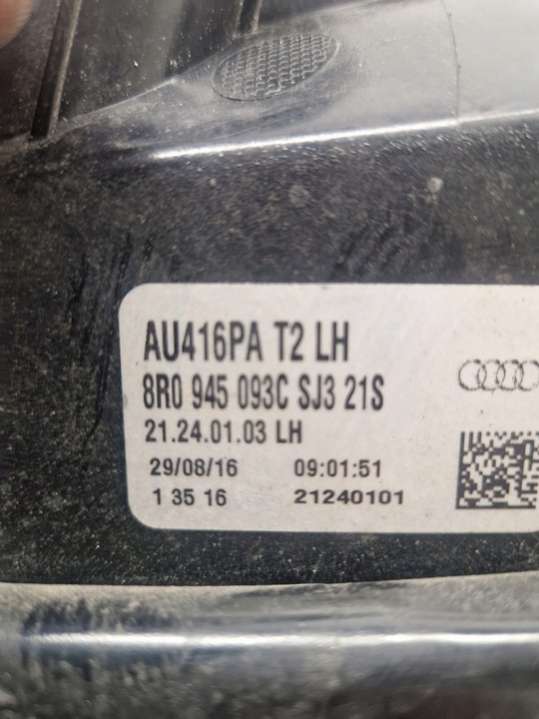 AU416PA T2 LH
8R0 945 093C SJ3 21S
21.24.01.03 LH
29/08/16 09:01:51
1 35 16 21240101